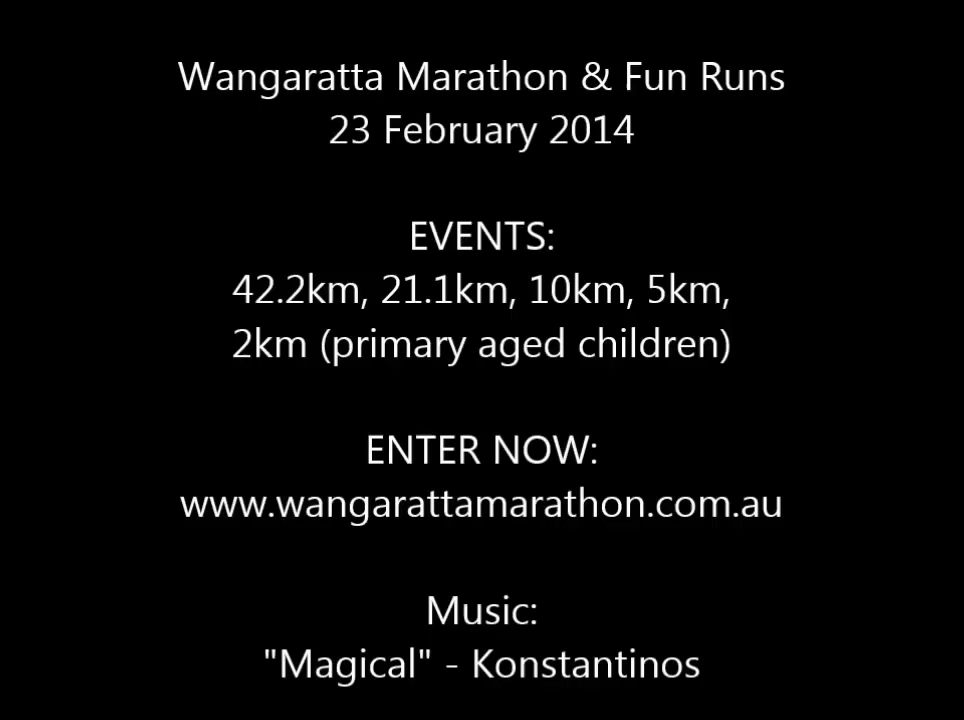 Wangaratta Marathon & Fun Runs
23 February 2014
EVENTS:
42.2km, 21.1km, 10km, 5km,
2km (primary aged children)
ENTER NOW:
www.wangarattamarathon.com.au
Music:
"Magical" - Konstantinos